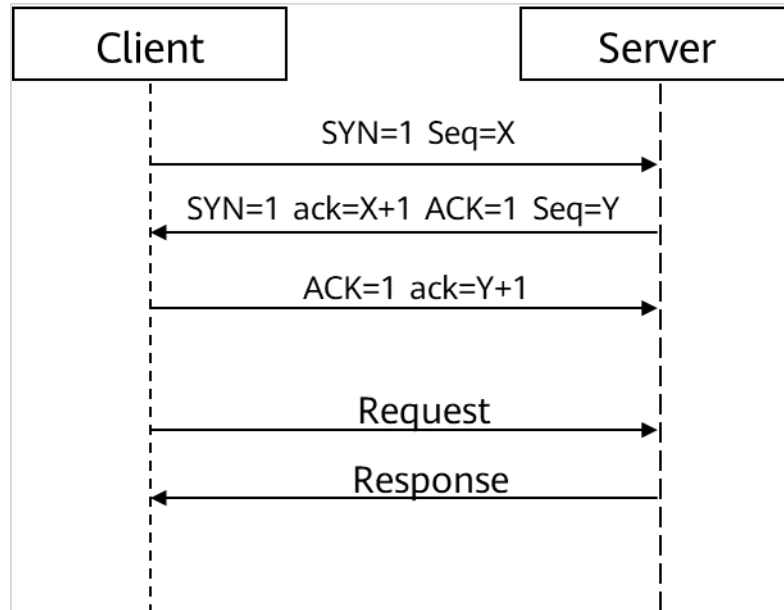 Client
Server
SYN=1 Seq=X
SYN=1 ack=X+1 ACK=1 Seq=Y
ACK=1 ack=Y+1
Request
Response